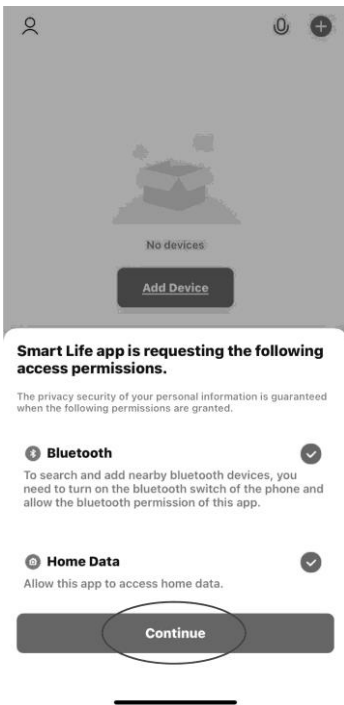 No devices
Add Device
Smart Life app is requesting the following
access permissions.
The privacy security of your personal information is guaranteed
when the following permissions are granted.
Bluetooth
To search and add nearby bluetooth devices, you
need to turn on the bluetooth switch of the phone and
allow the bluetooth permission of this app.
Home Data
Allow this app to access home data.
Continue